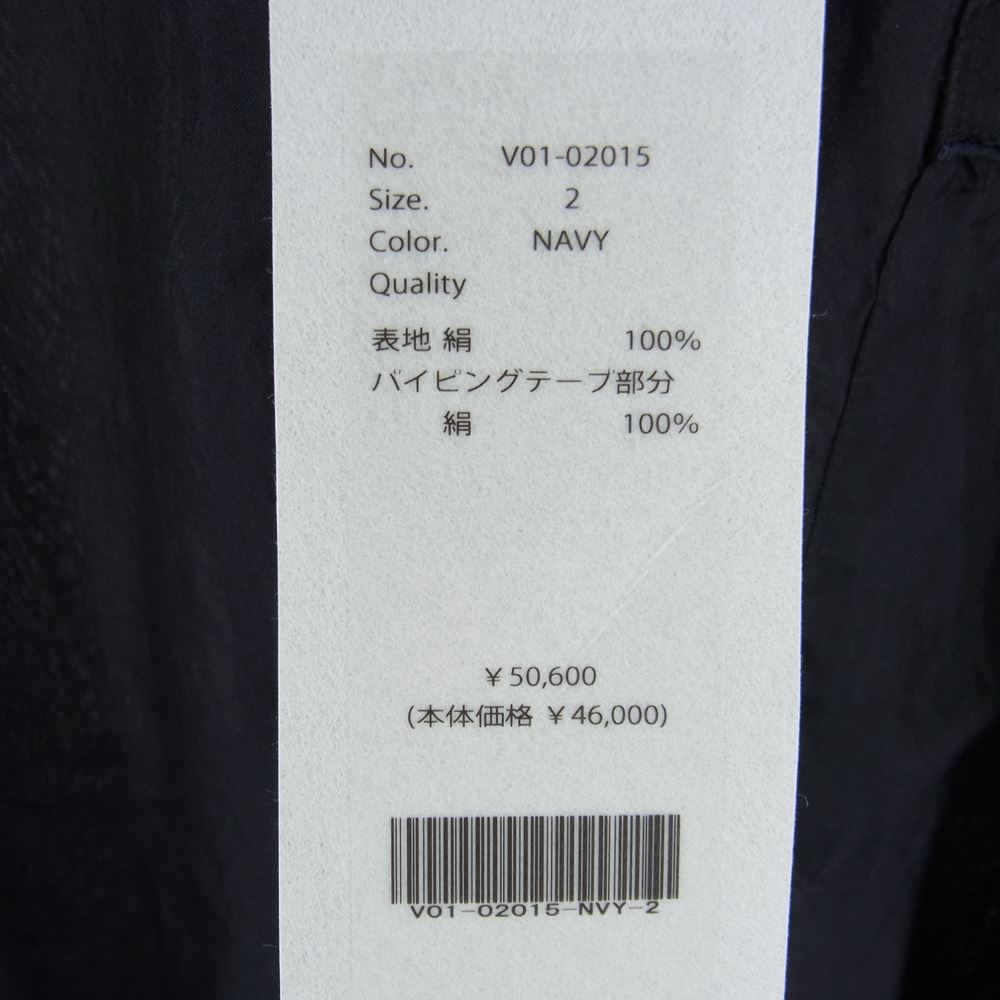 No. V01-02015
Size. 2
Color. NAVY
Quality
表地 絹 100%
パイピングテープ部分
絹 100%
¥50,600
(本体価格 ¥46,000)
V01-02015-NVY-2